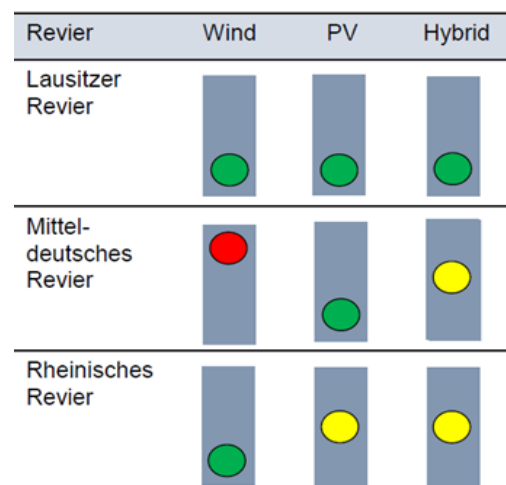 Revier Wind PV Hybrid
Lausitzer
Revier
Mittel-
deutsches
Revier
Rheinisches
Revier